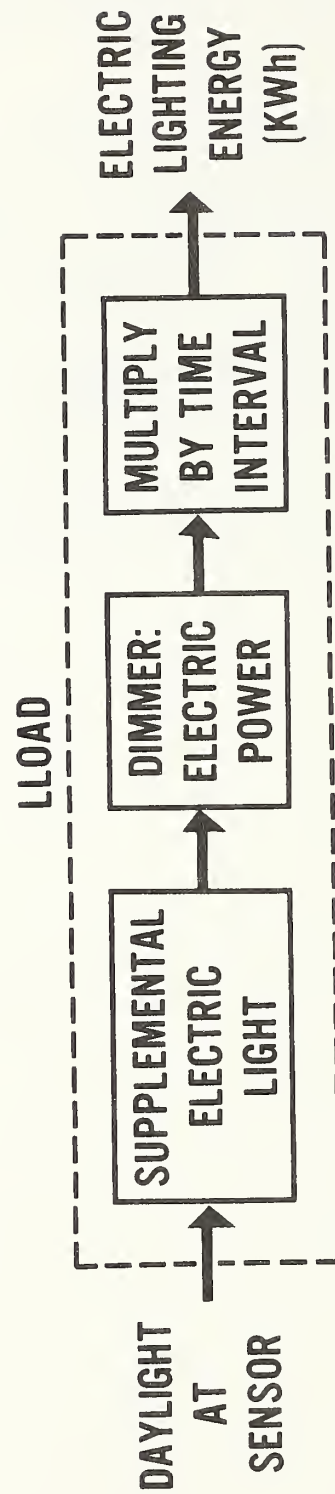 LLOAD
DAYLIGHT
AT
SENSOR
SUPPLEMENTAL
ELECTRIC
LIGHT
DIMMER:
ELECTRIC
POWER
MULTIPLY
BY TIME
INTERVAL
ELECTRIC
LIGHTING
ENERGY
(KWh)